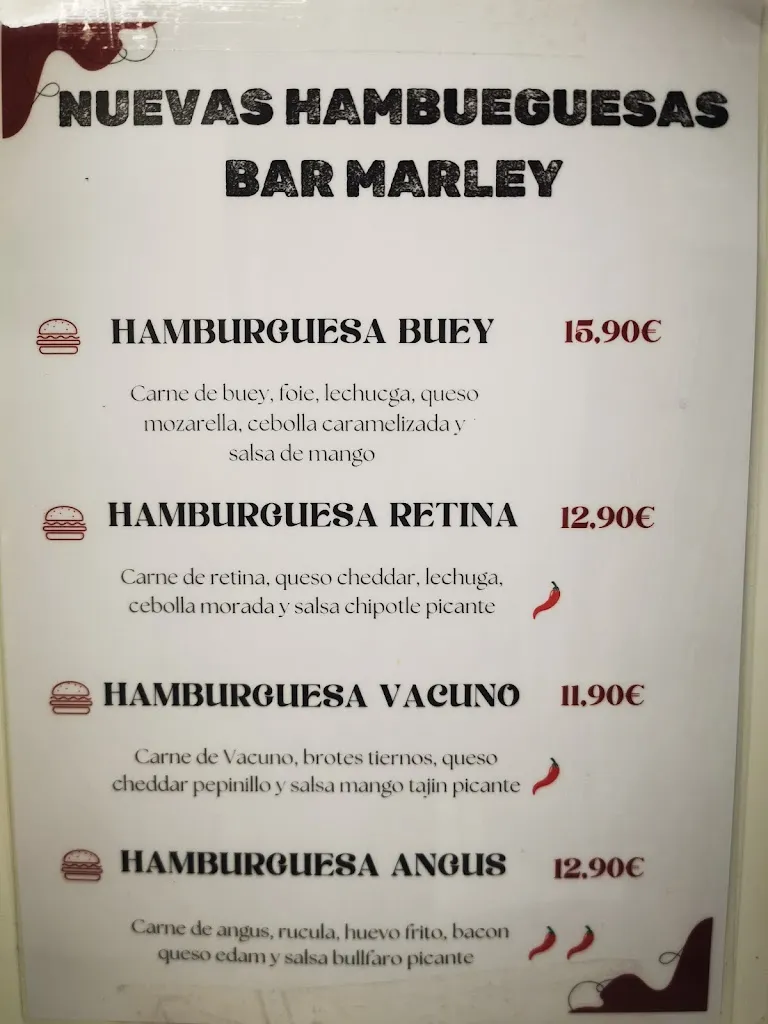 NUEVAS HAMBUEGUESAS
BAR MARLEY
HAMBURGUESA BUEY 15,90€
Carne de buey, foie, lechucga, queso
mozarella, cebolla caramelizada y
salsa de mango
HAMBURGUESA RETINA 12,90€
Carne de retina, queso cheddar, lechuga,
cebolla morada y salsa chipotle picante
HAMBURGUESA VACUNO 11,90€
Carne de Vacuno, brotes tiernos, queso
cheddar pepinillo y salsa mango tajin picante
HAMBURGUESA ANGUS 12,90€
Carne de angus, rucula, huevo frito, bacon
queso edam y salsa bullfaro picante